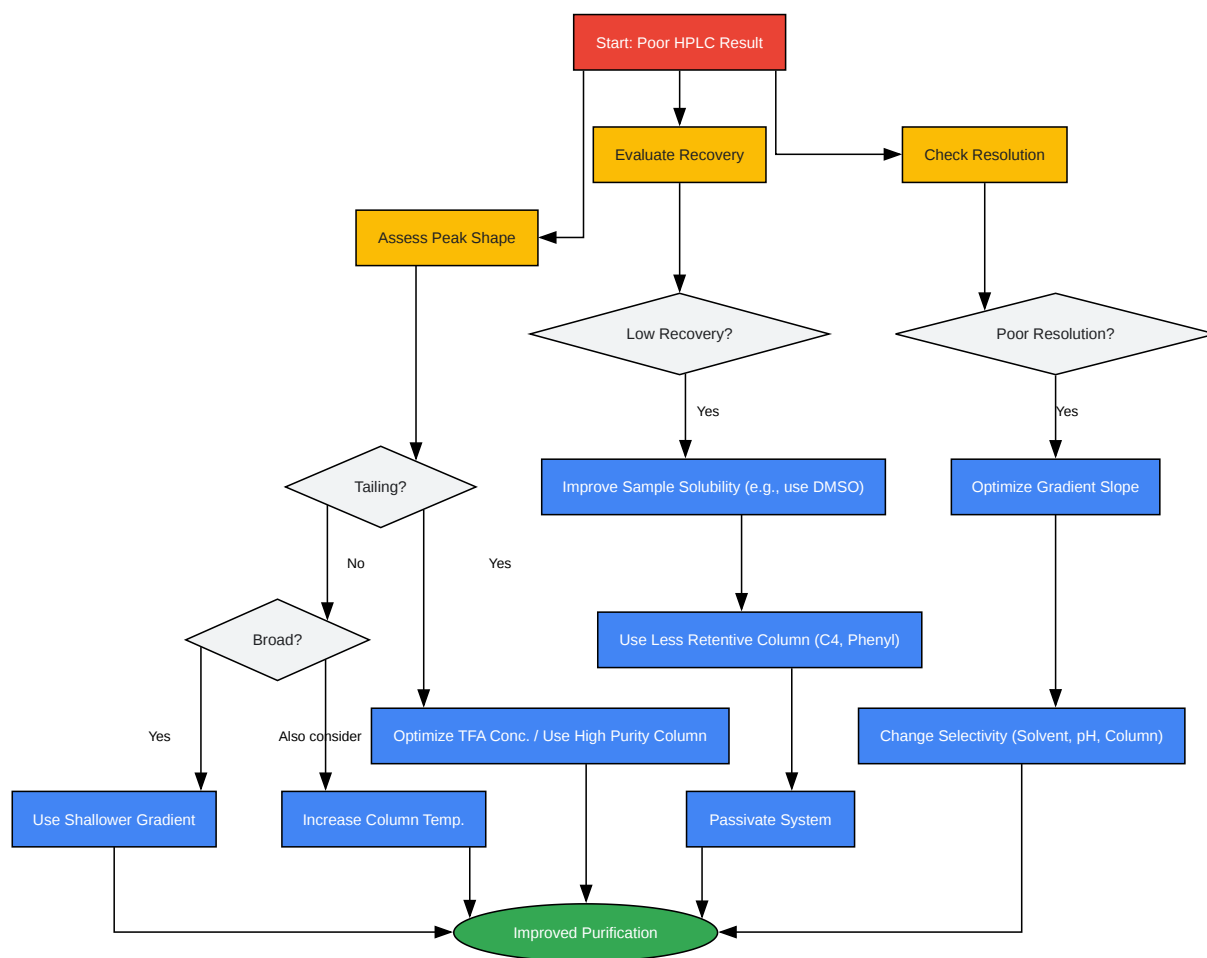 Start: Poor HPLC Result
Evaluate Recovery
Check Resolution
Assess Peak Shape
Low Recovery?
Poor Resolution?
Yes
Yes
Tailing?
Improve Sample Solubility (e.g., use DMSO)
Optimize Gradient Slope
No
Yes
Broad?
Use Less Retentive Column (C4, Phenyl)
Yes
Also consider
Optimize TFA Conc. / Use High Purity Column
Change Selectivity (Solvent, pH, Column)
Use Shallower Gradient
Increase Column Temp.
Passivate System
Improved Purification